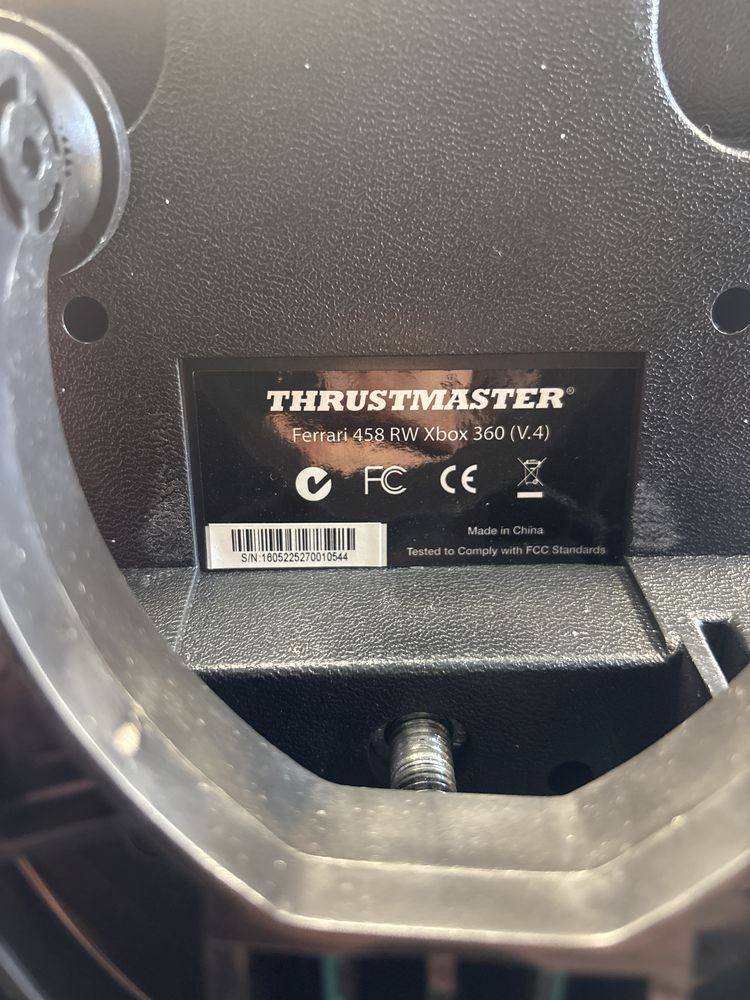 THRUSTMASTER®
Ferrari 458 RW Xbox 360 (V.4)
FC CE
Made in China
Tested to Comply with FCC Standards
S/N:1605225270010544